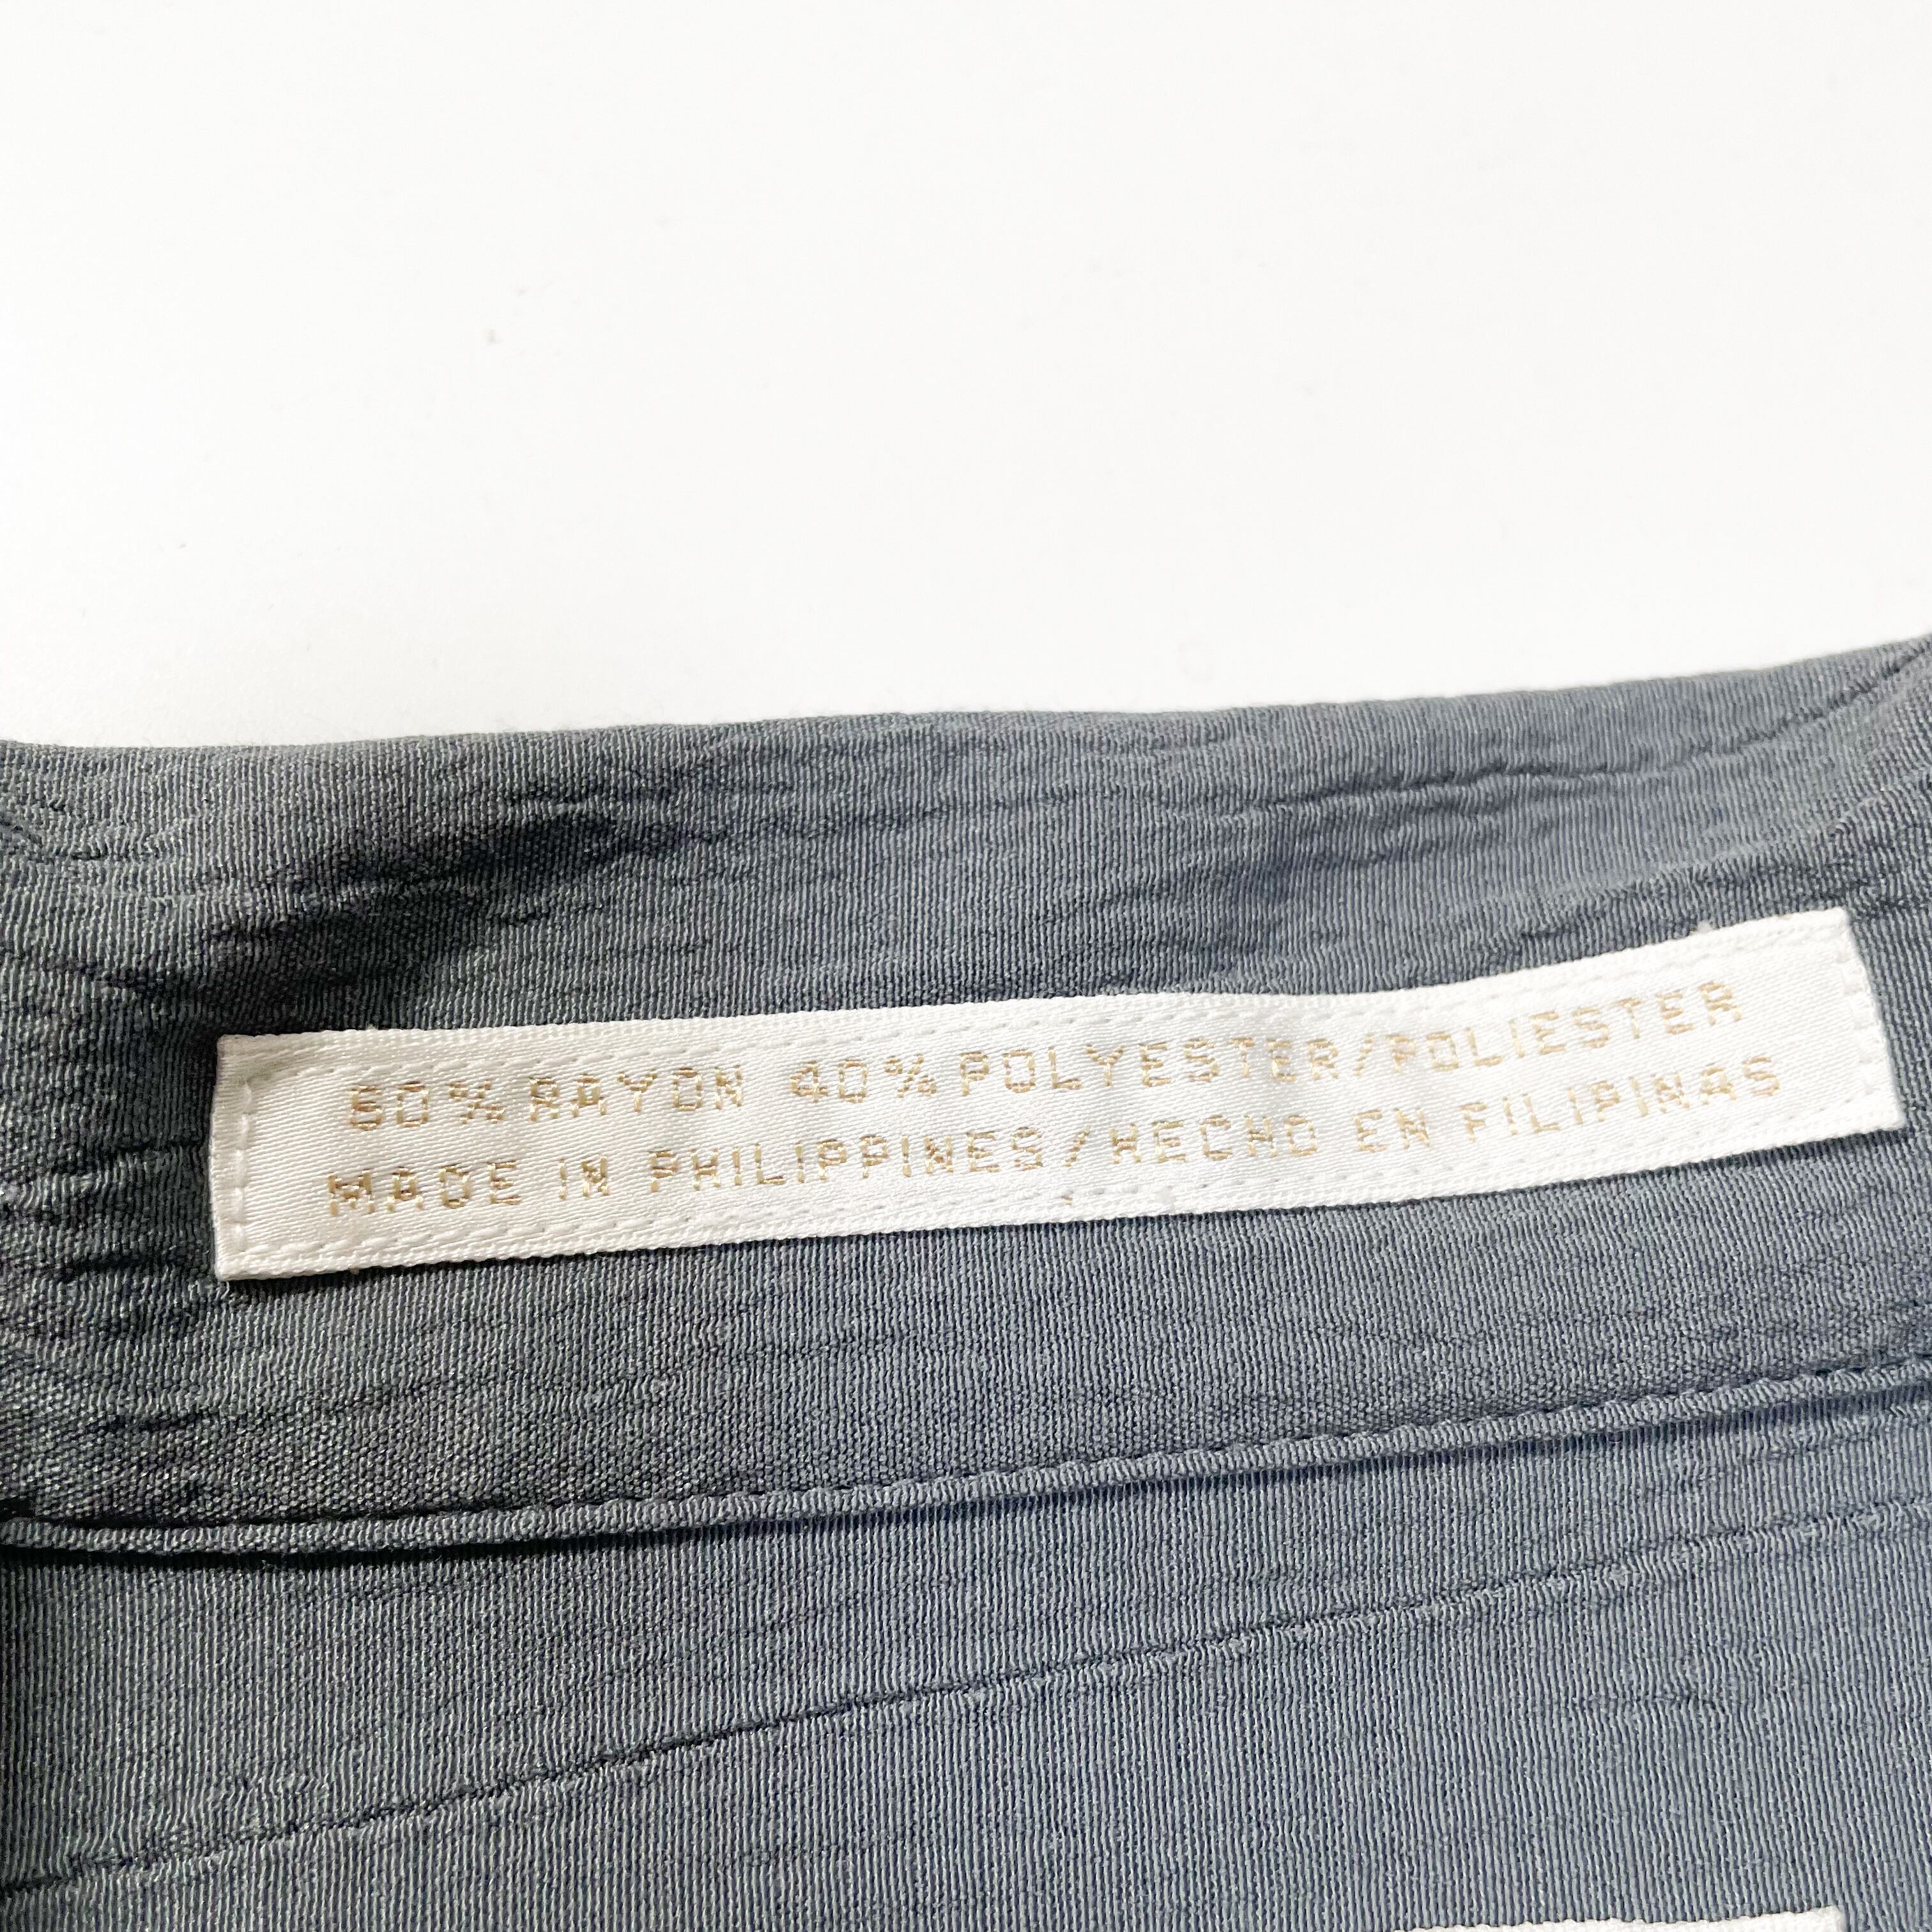 60% RAYON 40% POLYESTER/POLIESTER
MADE IN PHILIPPINES/HECHO EN FILIPINAS